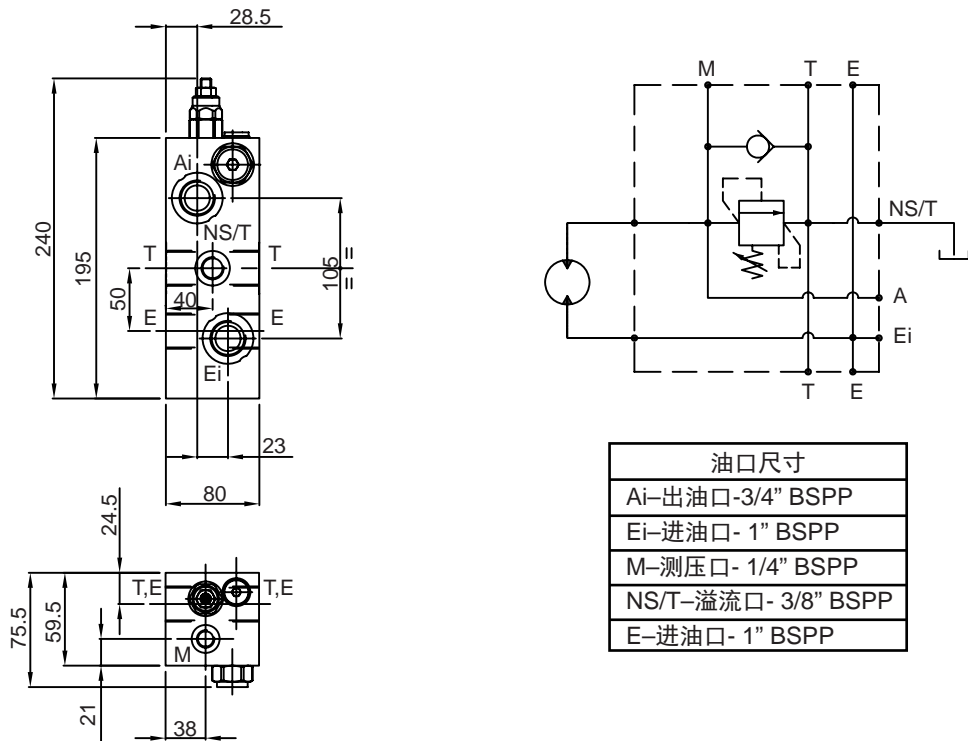 28.5
Ai
NS/T
T
T
240
195
105
=
=
50
40
E
E
Ei
23
80
24.5
T,E
T,E
75.5
59.5
M
21
38
M
T
E
NS/T
A
Ei
T
E
油口尺寸
Ai–出油口-3/4” BSPP
Ei–进油口- 1” BSPP
M–测压口- 1/4” BSPP
NS/T–溢流口- 3/8” BSPP
E–进油口- 1” BSPP